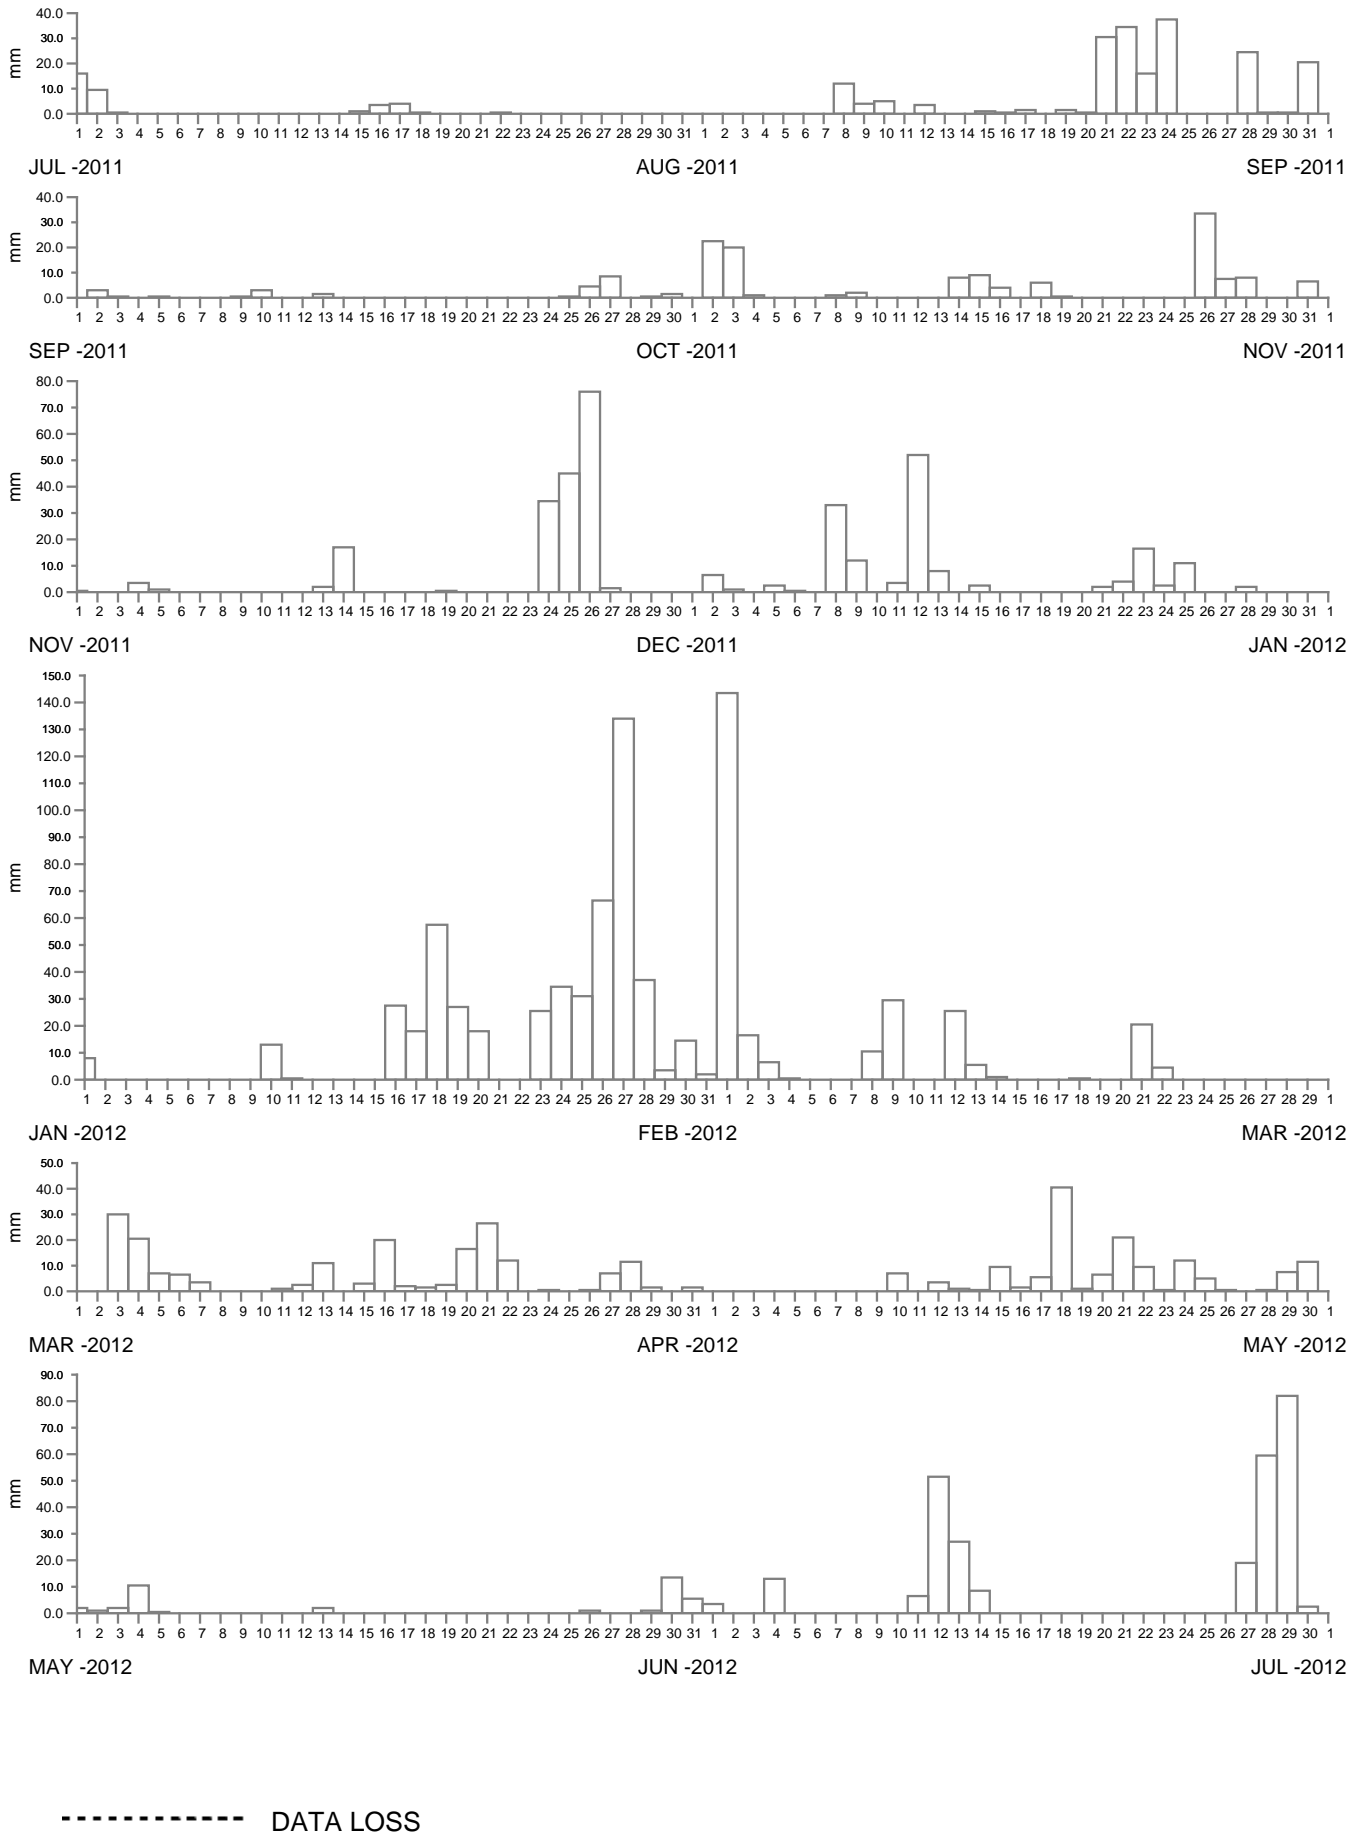 40.0
30.0
20.0
10.0
0.0
mm
1 2 3 4 5 6 7 8 9 10 11 12 13 14 15 16 17 18 19 20 21 22 23 24 25 26 27 28 29 30 31 1 2 3 4 5 6 7 8 9 10 11 12 13 14 15 16 17 18 19 20 21 22 23 24 25 26 27 28 29 30 31 1
JUL -2011 AUG -2011 SEP -2011
40.0
30.0
20.0
10.0
0.0
mm
1 2 3 4 5 6 7 8 9 10 11 12 13 14 15 16 17 18 19 20 21 22 23 24 25 26 27 28 29 30 1 2 3 4 5 6 7 8 9 10 11 12 13 14 15 16 17 18 19 20 21 22 23 24 25 26 27 28 29 30 31 1
SEP -2011 OCT -2011 NOV -2011
80.0
70.0
60.0
50.0
40.0
30.0
20.0
10.0
0.0
mm
1 2 3 4 5 6 7 8 9 10 11 12 13 14 15 16 17 18 19 20 21 22 23 24 25 26 27 28 29 30 1 2 3 4 5 6 7 8 9 10 11 12 13 14 15 16 17 18 19 20 21 22 23 24 25 26 27 28 29 30 31 1
NOV -2011 DEC -2011 JAN -2012
150.0
140.0
130.0
120.0
110.0
100.0
90.0
80.0
70.0
60.0
50.0
40.0
30.0
20.0
10.0
0.0
mm
1 2 3 4 5 6 7 8 9 10 11 12 13 14 15 16 17 18 19 20 21 22 23 24 25 26 27 28 29 30 31 1 2 3 4 5 6 7 8 9 10 11 12 13 14 15 16 17 18 19 20 21 22 23 24 25 26 27 28 29 1
JAN -2012 FEB -2012 MAR -2012
50.0
40.0
30.0
20.0
10.0
0.0
mm
1 2 3 4 5 6 7 8 9 10 11 12 13 14 15 16 17 18 19 20 21 22 23 24 25 26 27 28 29 30 31 1 2 3 4 5 6 7 8 9 10 11 12 13 14 15 16 17 18 19 20 21 22 23 24 25 26 27 28 29 30 1
MAR -2012 APR -2012 MAY -2012
90.0
80.0
70.0
60.0
50.0
40.0
30.0
20.0
10.0
0.0
mm
1 2 3 4 5 6 7 8 9 10 11 12 13 14 15 16 17 18 19 20 21 22 23 24 25 26 27 28 29 30 31 1 2 3 4 5 6 7 8 9 10 11 12 13 14 15 16 17 18 19 20 21 22 23 24 25 26 27 28 29 30 1
MAY -2012 JUN -2012 JUL -2012
DATA LOSS